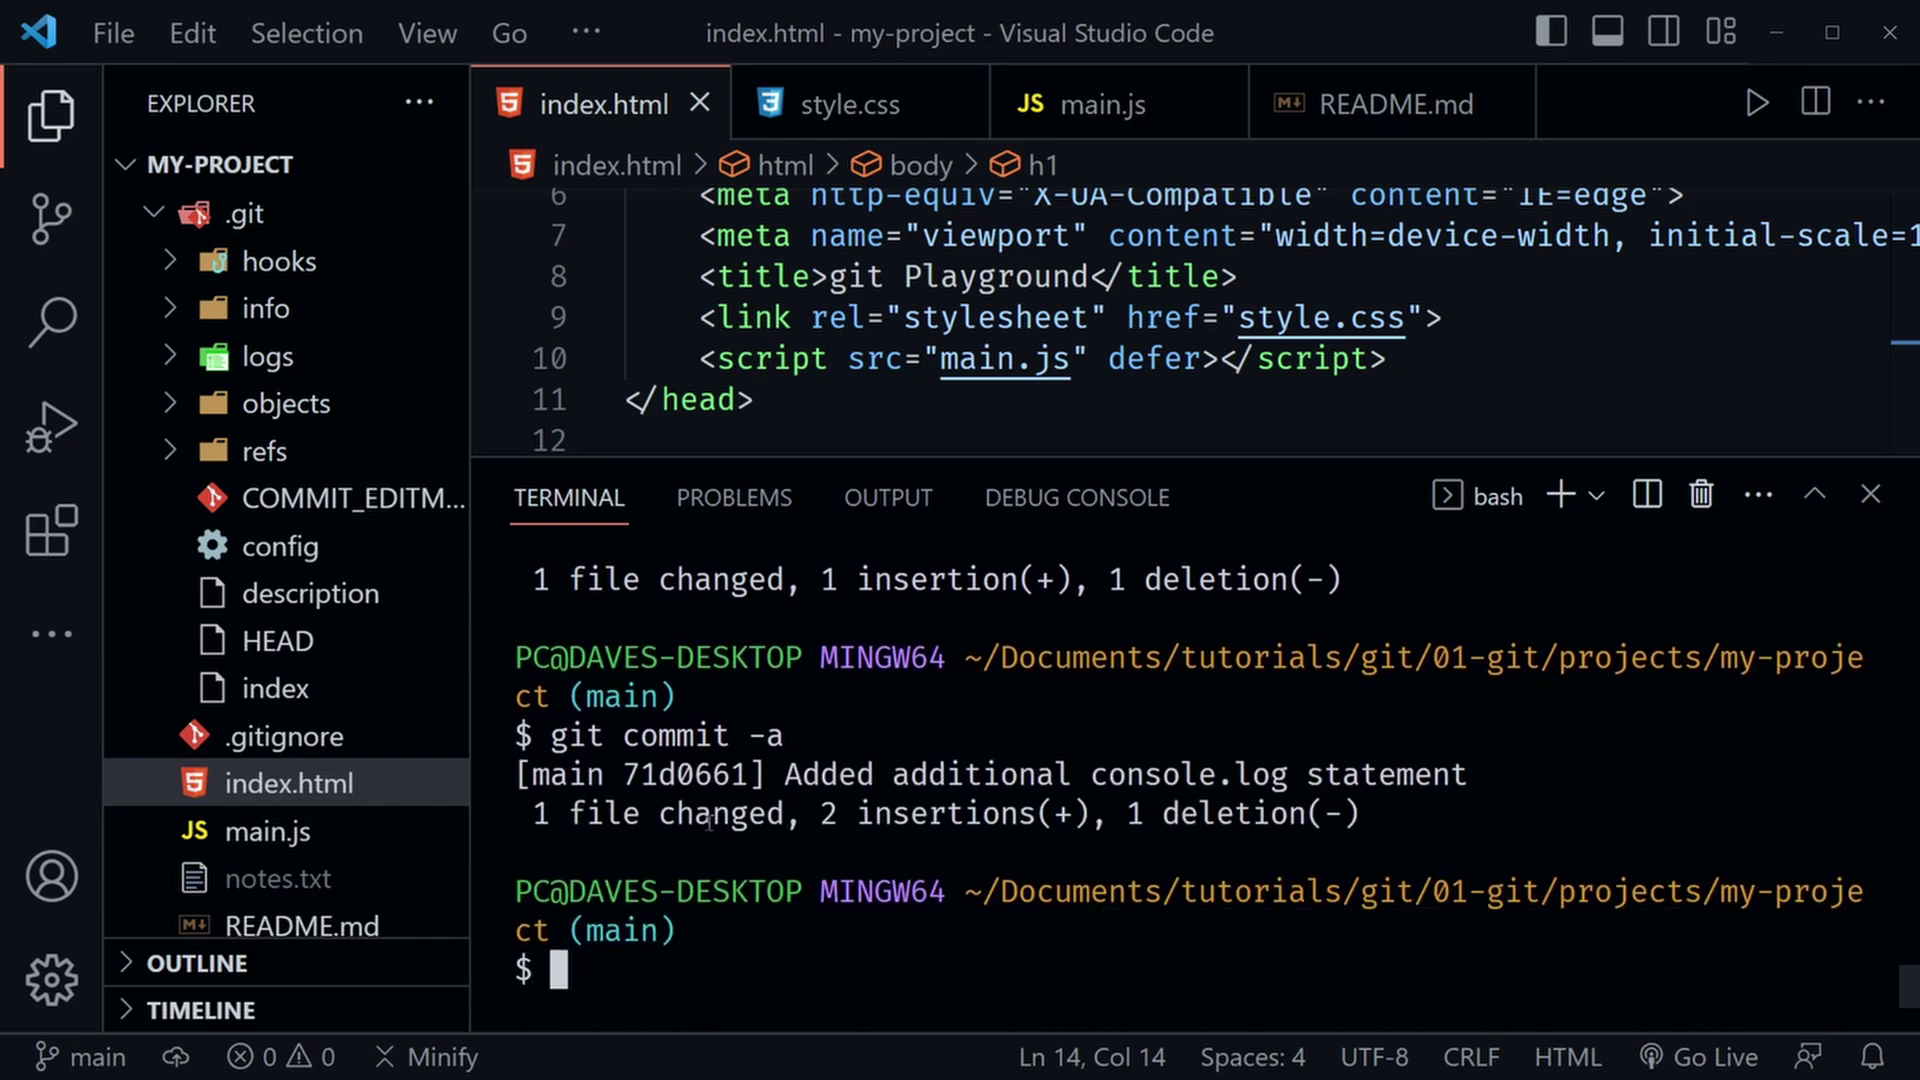 File Edit Selection View Go ··· index.html - my-project - Visual Studio Code
EXPLORER ···
index.html
style.css
JS main.js
README.md
MY-PROJECT
index.html > html > body > h1
.git
hooks
info
logs
objects
refs
COMMIT_EDITM...
config
description
HEAD
index
.gitignore
index.html
JS main.js
notes.txt
README.md
OUTLINE
TIMELINE
6 <meta http-equiv="X-UA-Compatible" content="IE=edge">
7 <meta name="viewport" content="width=device-width, initial-scale=1
8 <title>git Playground</title>
9 <link rel="stylesheet" href="style.css">
10 <script src="main.js" defer></script>
11 </head>
12
TERMINAL PROBLEMS OUTPUT DEBUG CONSOLE bash
1 file changed, 1 insertion(+), 1 deletion(-)
PC@DAVES-DESKTOP MINGW64 ~/Documents/tutorials/git/01-git/projects/my-proje
ct (main)
$ git commit -a
[main 71d0661] Added additional console.log statement
1 file changed, 2 insertions(+), 1 deletion(-)
PC@DAVES-DESKTOP MINGW64 ~/Documents/tutorials/git/01-git/projects/my-proje
ct (main)
$
main 0 0 Minify Ln 14, Col 14 Spaces: 4 UTF-8 CRLF HTML Go Live